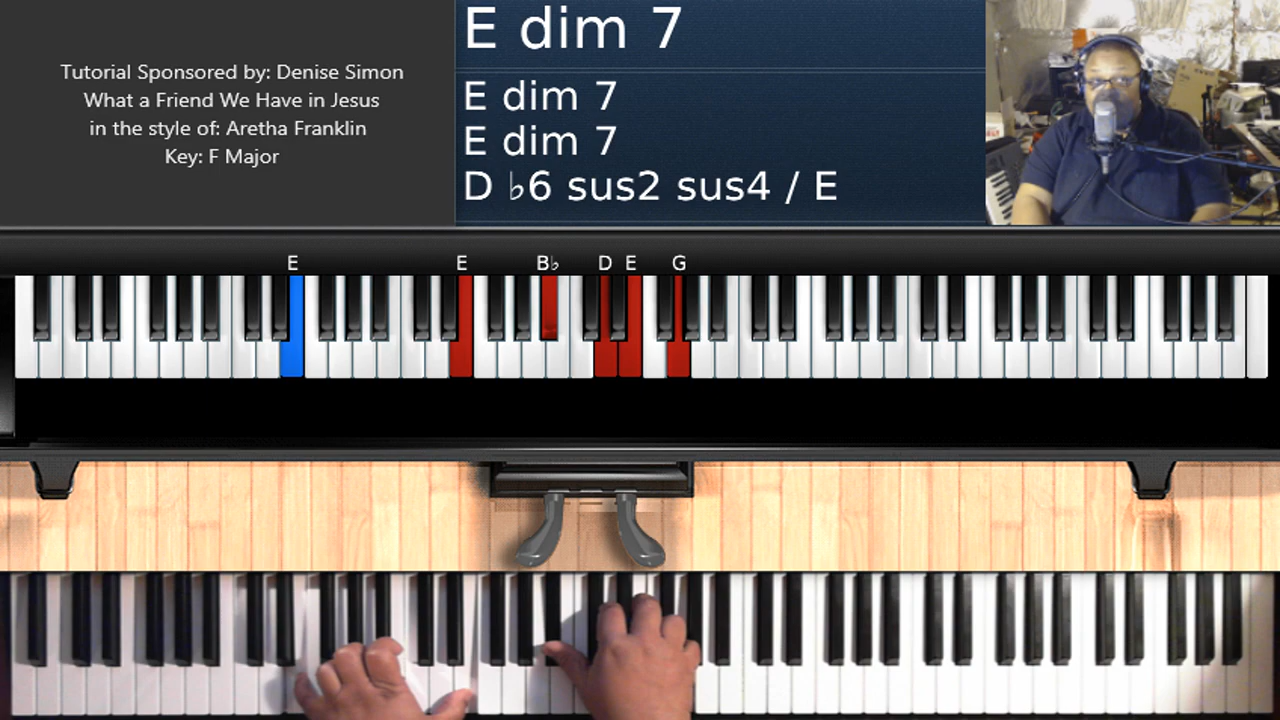 Tutorial Sponsored by: Denise Simon
What a Friend We Have in Jesus
in the style of: Aretha Franklin
Key: F Major
E dim 7
E dim 7
E dim 7
D ♭6 sus2 sus4 / E
E E B♭ D E G